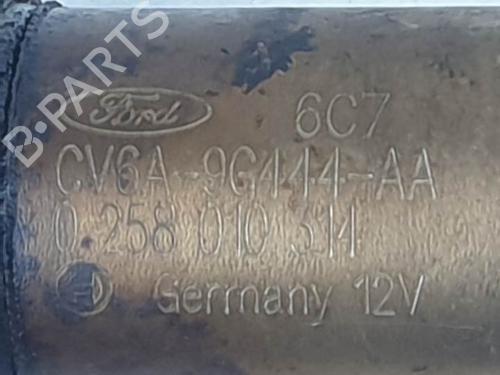 B-PARTS
Ford 6C7
CV6A-9G444-AA
0 258 010 314
Germany 12V